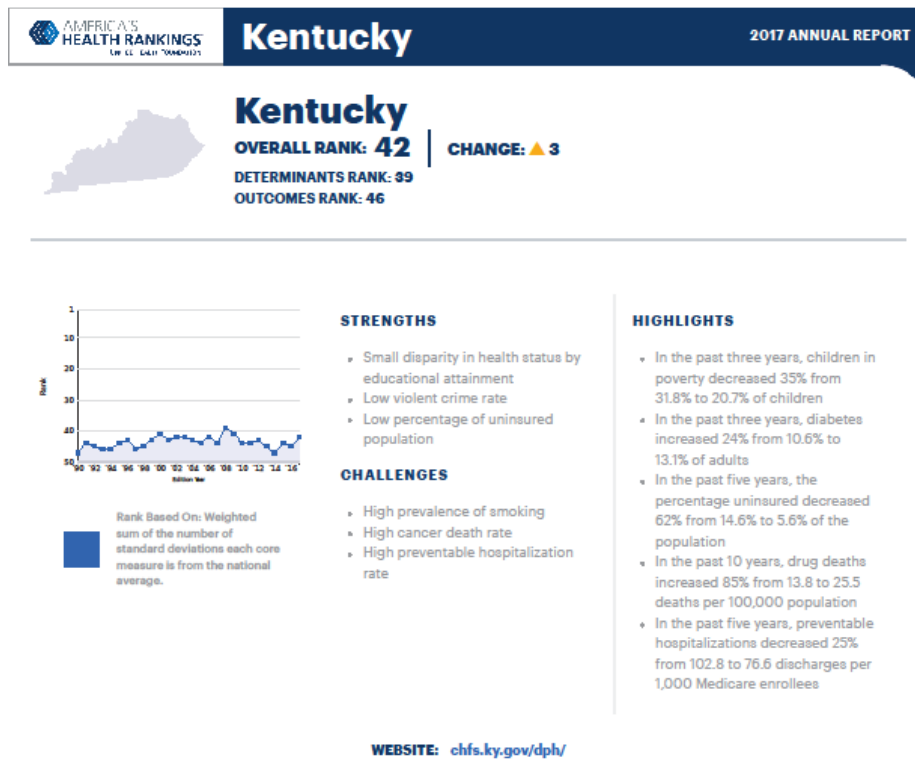 AMERICA'S
HEALTH RANKINGS
UNITED HEALTH FOUNDATION
Kentucky
2017 ANNUAL REPORT
Kentucky
OVERALL RANK: 42
CHANGE: ▲ 3
DETERMINANTS RANK: 39
OUTCOMES RANK: 46
1
10
20
30
40
50
Rank
'90 '92 '94 '96 '98 '00 '02 '04 '06 '08 '10 '12 '14 '16
Edition Year
Rank Based On: Weighted
sum of the number of
standard deviations each core
measure is from the national
average.
STRENGTHS
• Small disparity in health status by
educational attainment
• Low violent crime rate
• Low percentage of uninsured
population
CHALLENGES
• High prevalence of smoking
• High cancer death rate
• High preventable hospitalization
rate
HIGHLIGHTS
• In the past three years, children in
poverty decreased 35% from
31.8% to 20.7% of children
• In the past three years, diabetes
increased 24% from 10.6% to
13.1% of adults
• In the past five years, the
percentage uninsured decreased
62% from 14.6% to 5.6% of the
population
• In the past 10 years, drug deaths
increased 85% from 13.8 to 25.5
deaths per 100,000 population
• In the past five years, preventable
hospitalizations decreased 25%
from 102.8 to 76.6 discharges per
1,000 Medicare enrollees
WEBSITE: chfs.ky.gov/dph/